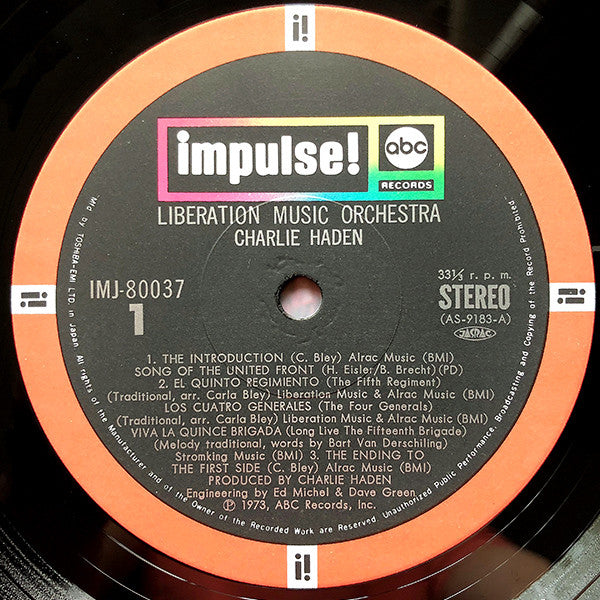 i!
impulse!
abc
RECORDS
LIBERATION MUSIC ORCHESTRA
CHARLIE HADEN
IMJ-80037
1
33⅓ r. p. m.
STEREO
(AS-9183-A)
JASRAC
i!
i!
1. THE INTRODUCTION (C. Bley) Alrac Music (BMI)
SONG OF THE UNITED FRONT (H. Eisler/B. Brecht)(PD)
2. EL QUINTO REGIMIENTO (The Fifth Regiment)
(Traditional, arr. Carla Bley) Liberation Music & Alrac Music (BMI)
LOS CUATRO GENERALES (The Four Generals)
(Traditional, arr. Carla Bley) Liberation Music & Alrac Music (BMI)
VIVA LA QUINCE BRIGADA (Long Live The Fifteenth Brigade)
(Melody traditional, words by Bart Van Derschiling)
Stromking Music (BMI) 3. THE ENDING TO
THE FIRST SIDE (C. Bley) Alrac Music (BMI)
PRODUCED BY CHARLIE HADEN
Engineering by Ed Michel & Dave Green
Ⓟ 1973, ABC Records, Inc.
Mfd by TOSHIBA-EMI LTD. in Japan. All rights of the Manufacturer and of the Owner of the Recorded Work are Reserved. Unauthorized Public Performance, Broadcasting and Copying of the Record Prohibited.
i!